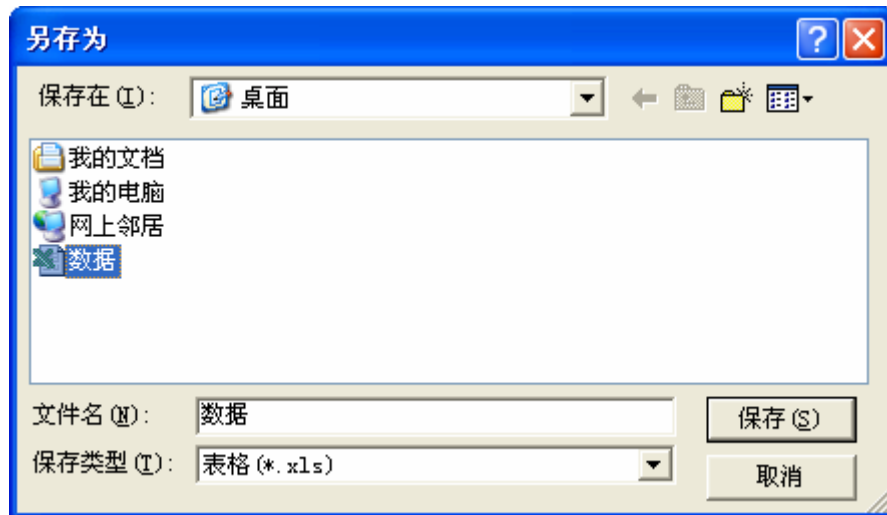 另存为
保存在(I):
桌面
我的文档
我的电脑
网上邻居
数据
文件名(N):
数据
保存(S)
保存类型(T):
表格(*.xls)
取消